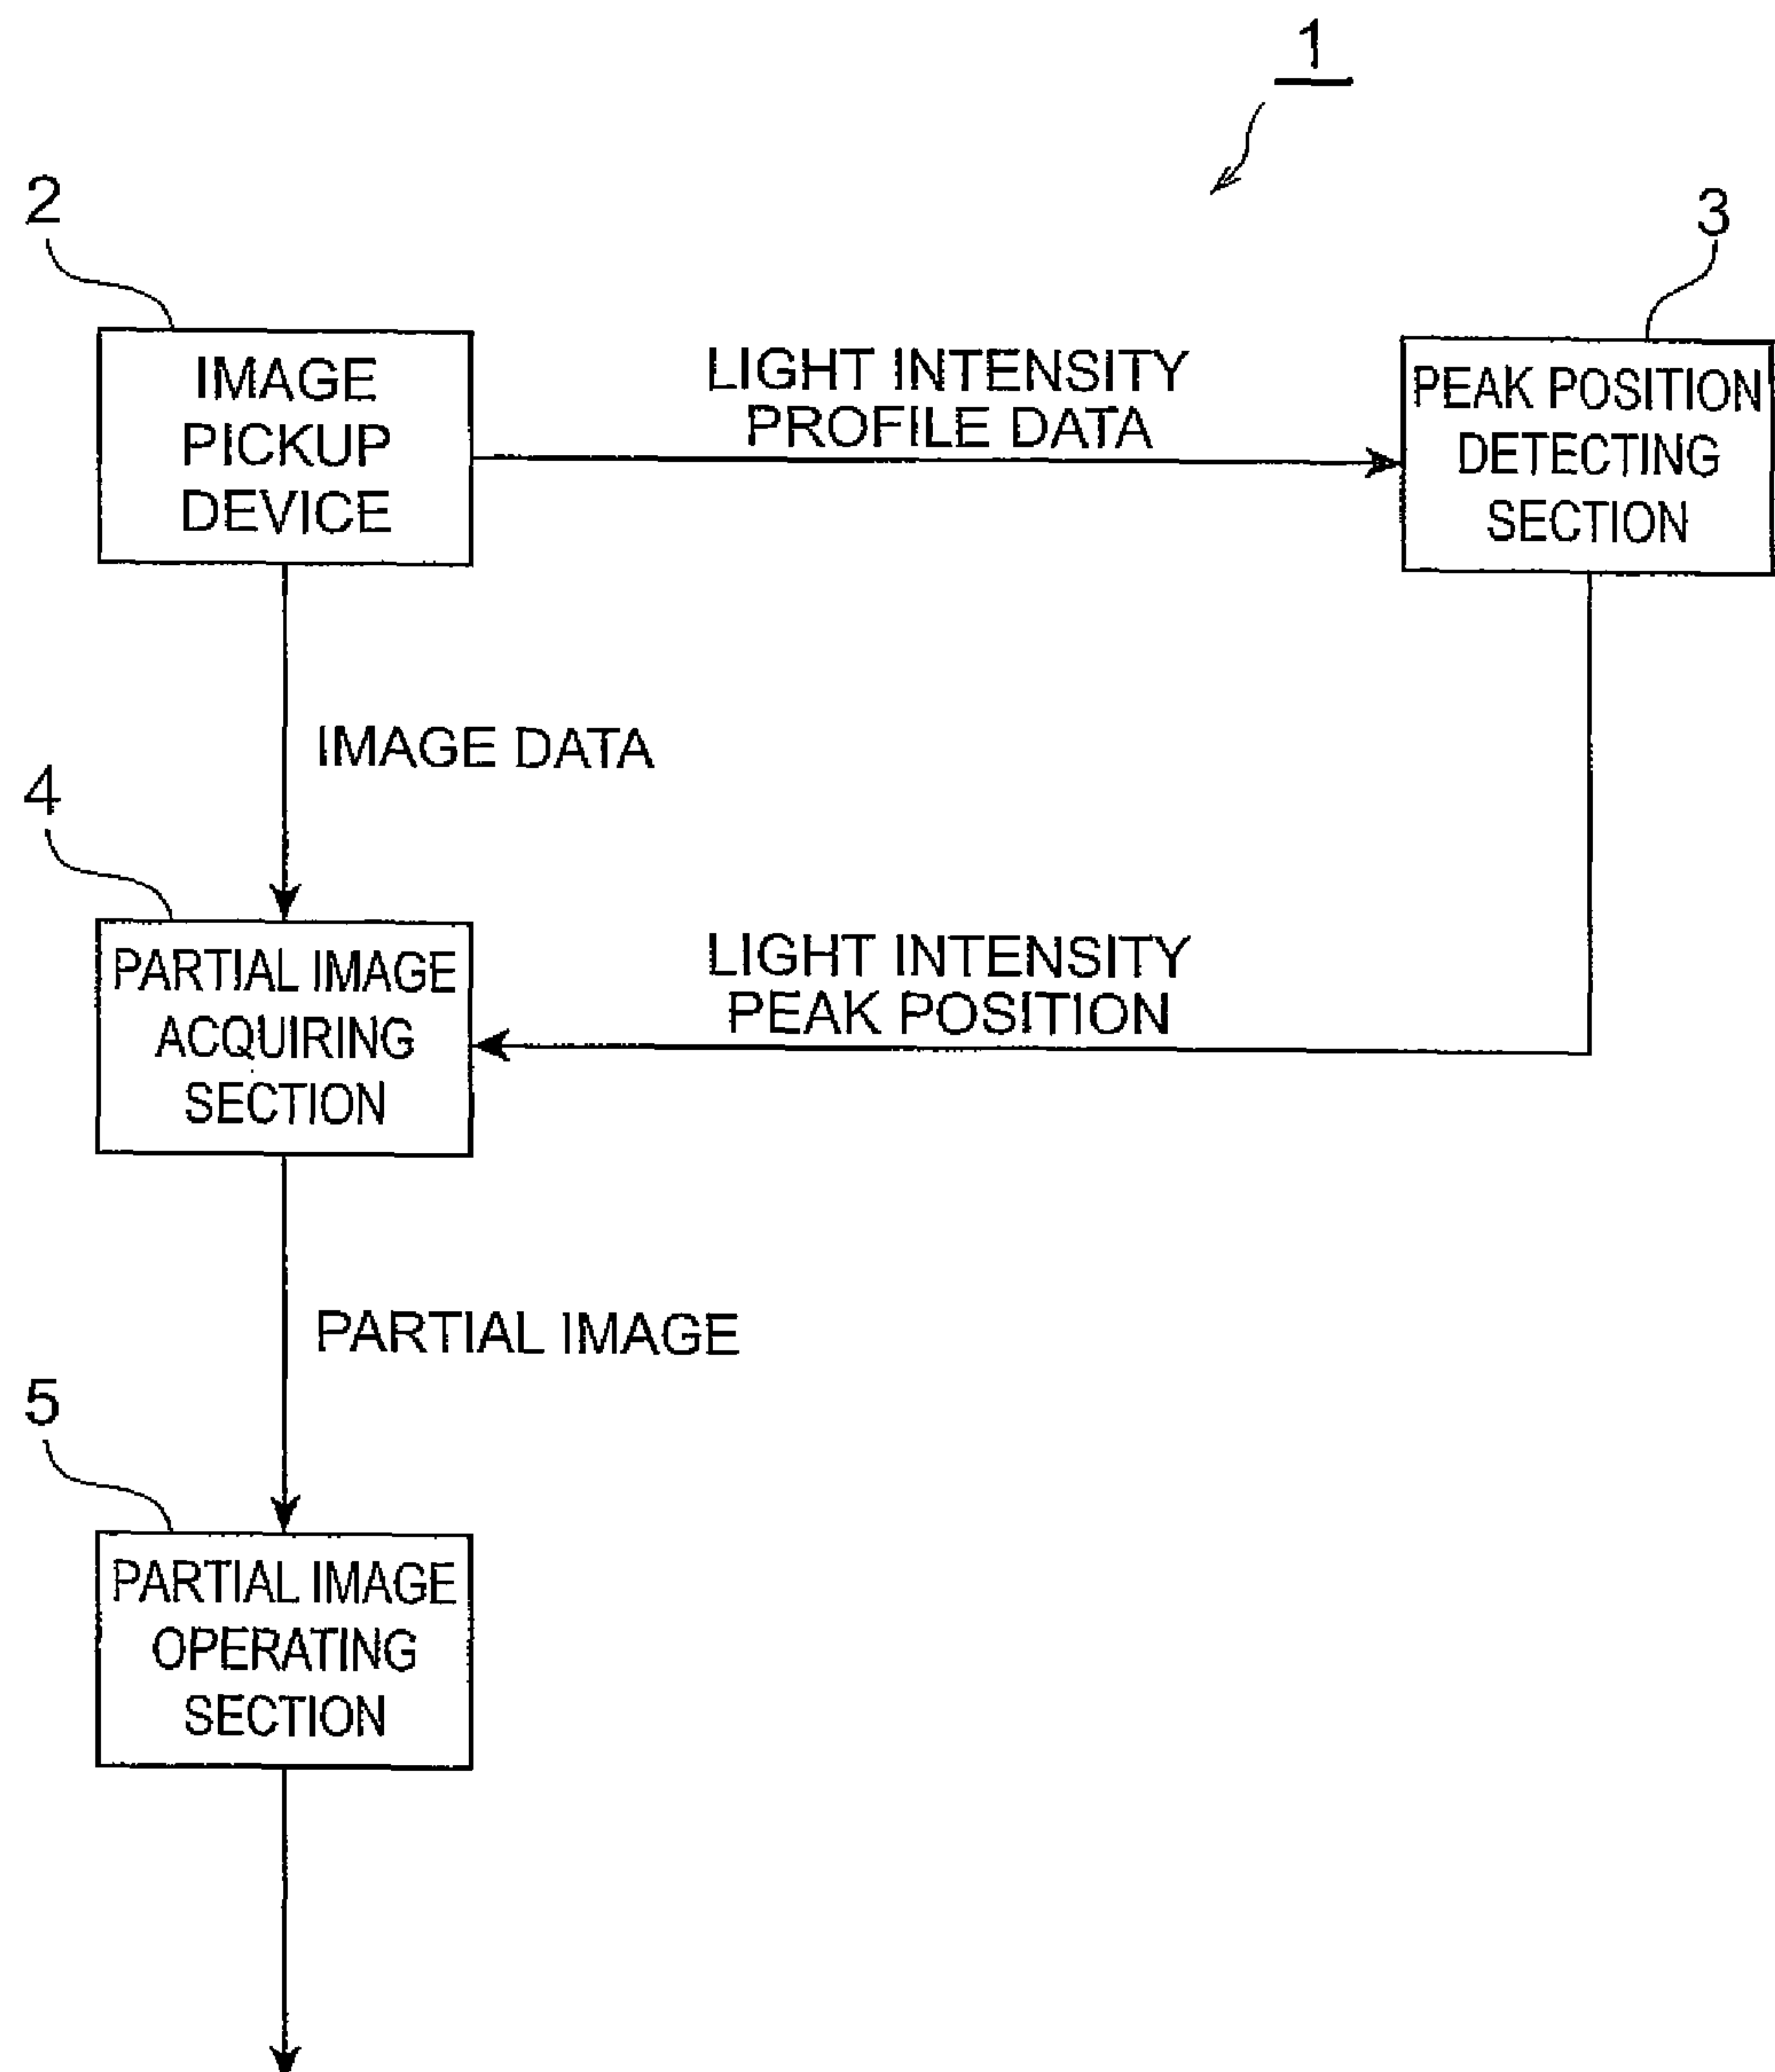 1
2
3
IMAGE
PICKUP
DEVICE
LIGHT INTENSITY
PROFILE DATA
PEAK POSITION
DETECTING
SECTION
IMAGE DATA
4
PARTIAL IMAGE
ACQUIRING
SECTION
LIGHT INTENSITY
PEAK POSITION
PARTIAL IMAGE
5
PARTIAL IMAGE
OPERATING
SECTION